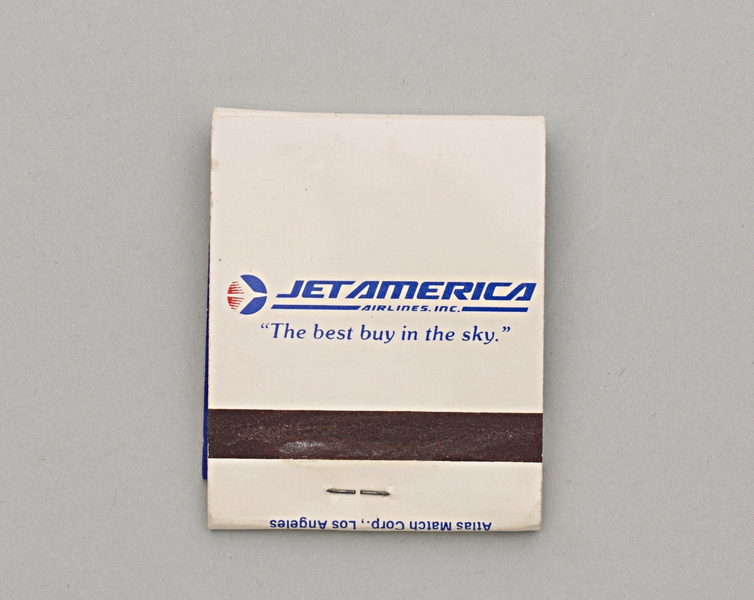 JETAMERICA
AIRLINES, INC.
“The best buy in the sky.”
Atlas Match Corp., Los Angeles